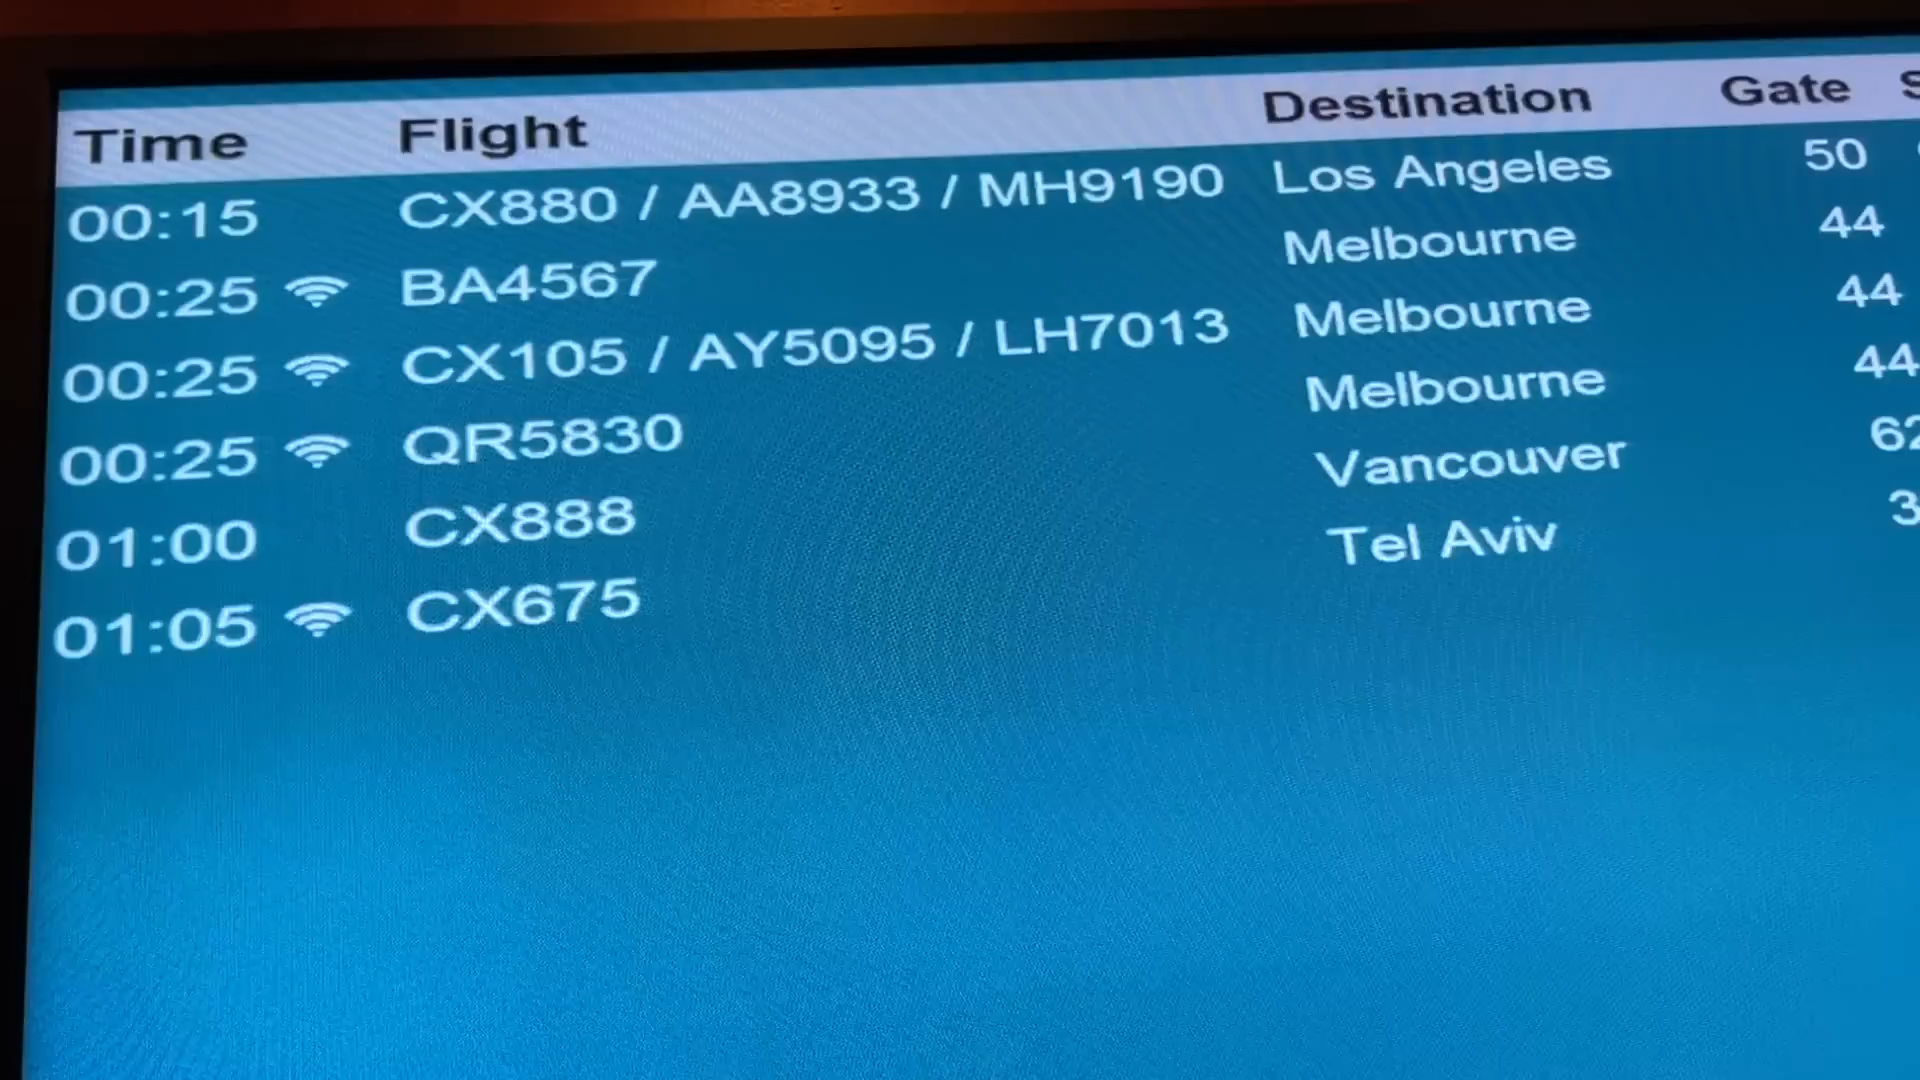 Time Flight Destination Gate
00:15 CX880 / AA8933 / MH9190 Los Angeles 50
00:25 BA4567 Melbourne 44
00:25 CX105 / AY5095 / LH7013 Melbourne 44
00:25 QR5830 Melbourne 44
01:00 CX888 Vancouver 62
01:05 CX675 Tel Aviv